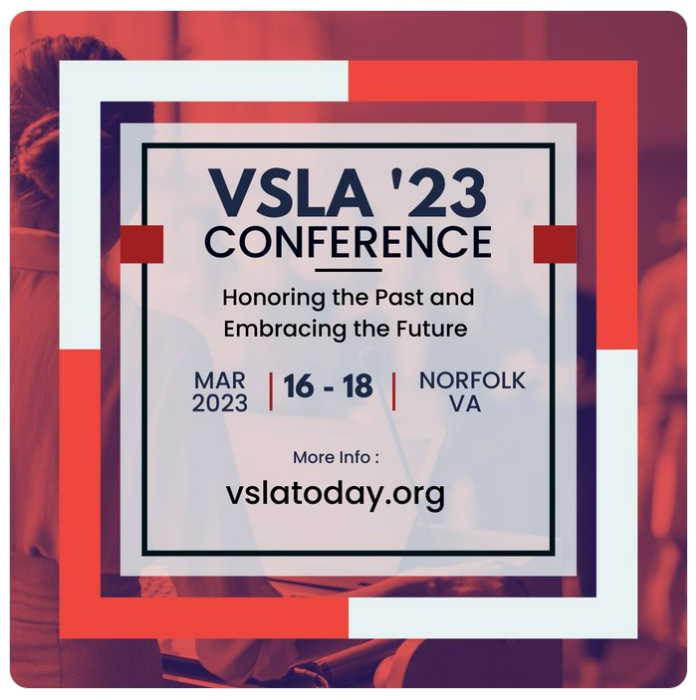 VSLA '23
CONFERENCE
Honoring the Past and
Embracing the Future
MAR
2023
16 - 18
NORFOLK
VA
More Info :
vslatoday.org